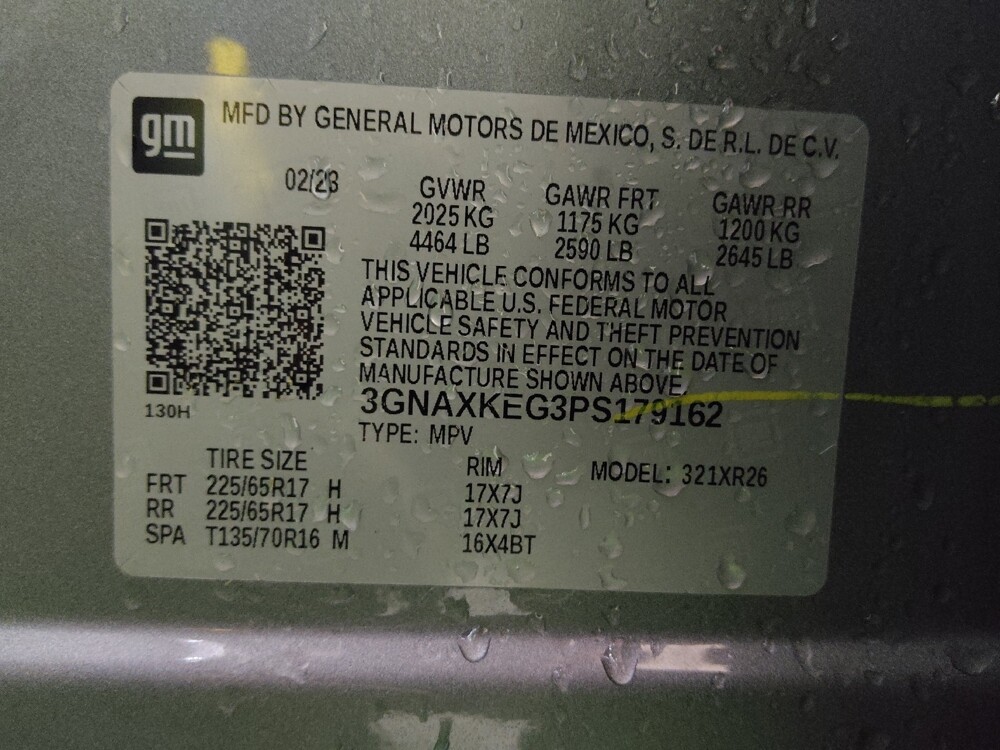 gm
MFD BY GENERAL MOTORS DE MEXICO, S. DE R.L. DE C.V.
02/23 GVWR GAWR FRT GAWR RR
2025 KG 1175 KG 1200 KG
4464 LB 2590 LB 2645 LB
THIS VEHICLE CONFORMS TO ALL
APPLICABLE U.S. FEDERAL MOTOR
VEHICLE SAFETY AND THEFT PREVENTION
STANDARDS IN EFFECT ON THE DATE OF
MANUFACTURE SHOWN ABOVE.
130H
3GNAXKEG3PS179162
TYPE: MPV
TIRE SIZE RIM MODEL: 321XR26
FRT 225/65R17 H 17X7J
RR 225/65R17 H 17X7J
SPA T135/70R16 M 16X4BT